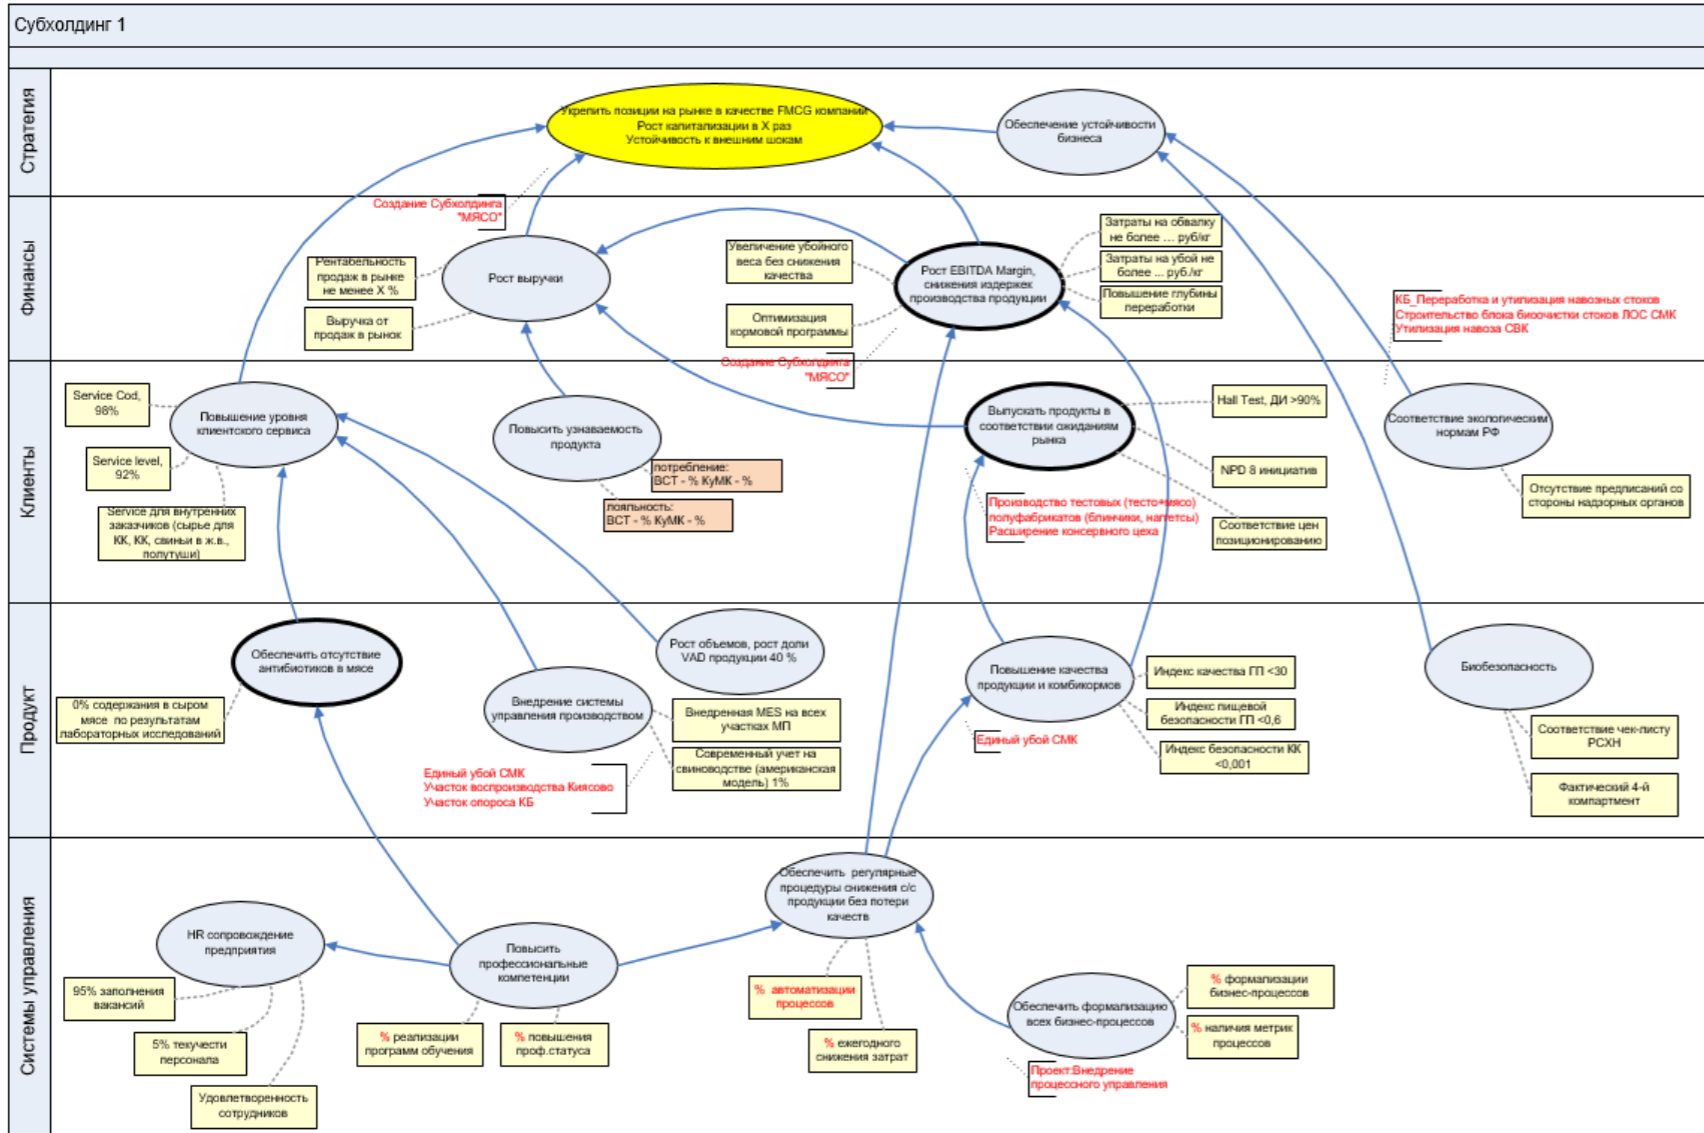 Субхолдинг 1
Стратегия
Укрепить позиции на рынке в качестве FMCG компании
Рост капитализации в X раз
Устойчивость к внешним шокам
Обеспечение устойчивости
бизнеса
Финансы
Создание Субхолдинга
"МЯСО"
Рентабельность
продаж в рынке
не менее X %
Выручка от
продаж в рынок
Рост выручки
Увеличение убойного
веса без снижения
качества
Оптимизация
кормовой программы
Рост EBITDA Margin,
снижения издержек
производства продукции
Затраты на обвалку
не более ... руб/кг
Затраты на убой не
более ... руб./кг
Повышение глубины
переработки
КБ_Переработка и утилизация навозных стоков
Строительство блока биоочистки стоков ЛОС СМК
Утилизация навоза СВК
Создание Субхолдинга
"МЯСО"
Клиенты
Service Cod,
98%
Service level,
92%
Service для внутренних
заказчиков (сырье для
КК, КК, свиньи в ж.в.,
полутуши)
Повышение уровня
клиентского сервиса
Повысить узнаваемость
продукта
потребление:
ВСТ - % КуМК - %
лояльность:
ВСТ - % КуМК - %
Выпускать продукты в
соответствии ожиданиям
рынка
Hall Test, ДИ >90%
NPD 8 инициатив
Соответствие цен
позиционированию
Производство тестовых (тесто+мясо)
полуфабрикатов (блинчики, наггетсы)
Расширение консервного цеха
Соответствие экологическим
нормам РФ
Отсутствие предписаний со
стороны надзорных органов
Продукт
Обеспечить отсутствие
антибиотиков в мясе
0% содержания в сыром
мясе по результатам
лабораторных исследований
Внедрение системы
управления производством
Рост объемов, рост доли
VAD продукции 40 %
Внедренная MES на всех
участках МП
Современный учет на
свиноводстве (американская
модель) 1%
Единый убой СМК
Участок воспроизводства Киясово
Участок опороса КБ
Повышение качества
продукции и комбикормов
Единый убой СМК
Индекс качества ГП <30
Индекс пищевой
безопасности ГП <0,6
Индекс безопасности КК
<0,001
Биобезопасность
Соответствие чек-листу
РСХН
Фактический 4-й
компартмент
Системы управления
HR сопровождение
предприятия
95% заполнения
вакансий
5% текучести
персонала
Удовлетворенность
сотрудников
Повысить
профессиональные
компетенции
% реализации
программ обучения
% повышения
проф.статуса
Обеспечить регулярные
процедуры снижения с/с
продукции без потери
качеств
% автоматизации
процессов
% ежегодного
снижения затрат
Обеспечить формализацию
всех бизнес-процессов
% формализации
бизнес-процессов
% наличия метрик
процессов
Проект:Внедрение
процессного управления